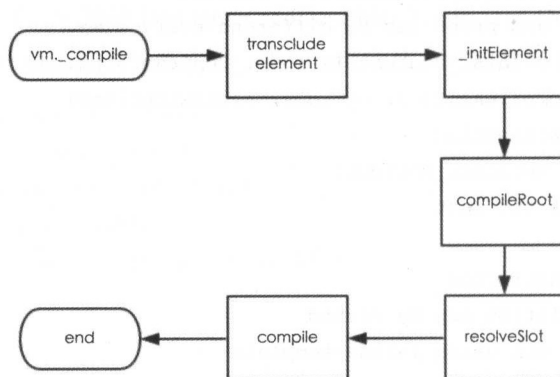 vm._compile
transclude
element
_initElement
compileRoot
resolveSlot
compile
end